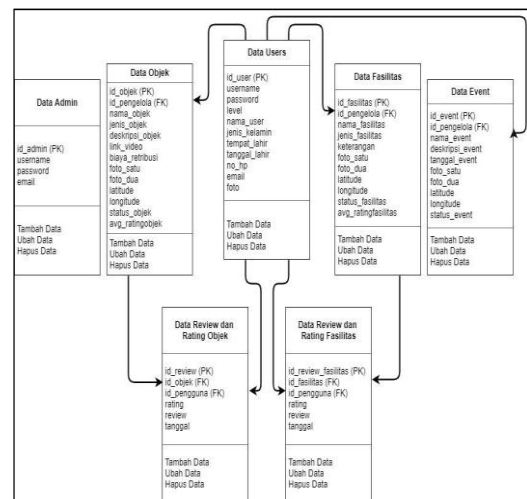 Data Admin
id_admin (PK)
username
password
email
Tambah Data
Ubah Data
Hapus Data
Data Objek
id_objek (PK)
id_pengelola (FK)
nama_objek
jenis_objek
deskripsi_objek
link_video
biaya_retribusi
foto_satu
foto_dua
latitude
longitude
status_objek
avg_ratingobjek
Tambah Data
Ubah Data
Hapus Data
Data Users
id_user (PK)
username
password
level
nama_user
jenis_kelamin
tempat_lahir
tanggal_lahir
no_hp
email
foto
Tambah Data
Ubah Data
Hapus Data
Data Fasilitas
id_fasilitas (PK)
id_pengelola (FK)
nama_fasilitas
jenis_fasilitas
keterangan
foto_satu
foto_dua
latitude
longitude
status_fasilitas
avg_ratingfasilitas
Tambah Data
Ubah Data
Hapus Data
Data Event
id_event (PK)
id_pengelola (FK)
nama_event
deskripsi_event
tanggal_event
foto_satu
foto_dua
latitude
longitude
status_event
Tambah Data
Ubah Data
Hapus Data
Data Review dan
Rating Objek
id_review (PK)
id_objek (FK)
id_pengguna (FK)
rating
review
tanggal
Tambah Data
Ubah Data
Hapus Data
Data Review dan
Rating Fasilitas
id_review_fasilitas (PK)
id_fasilitas (FK)
id_pengguna (FK)
rating
review
tanggal
Tambah Data
Ubah Data
Hapus Data